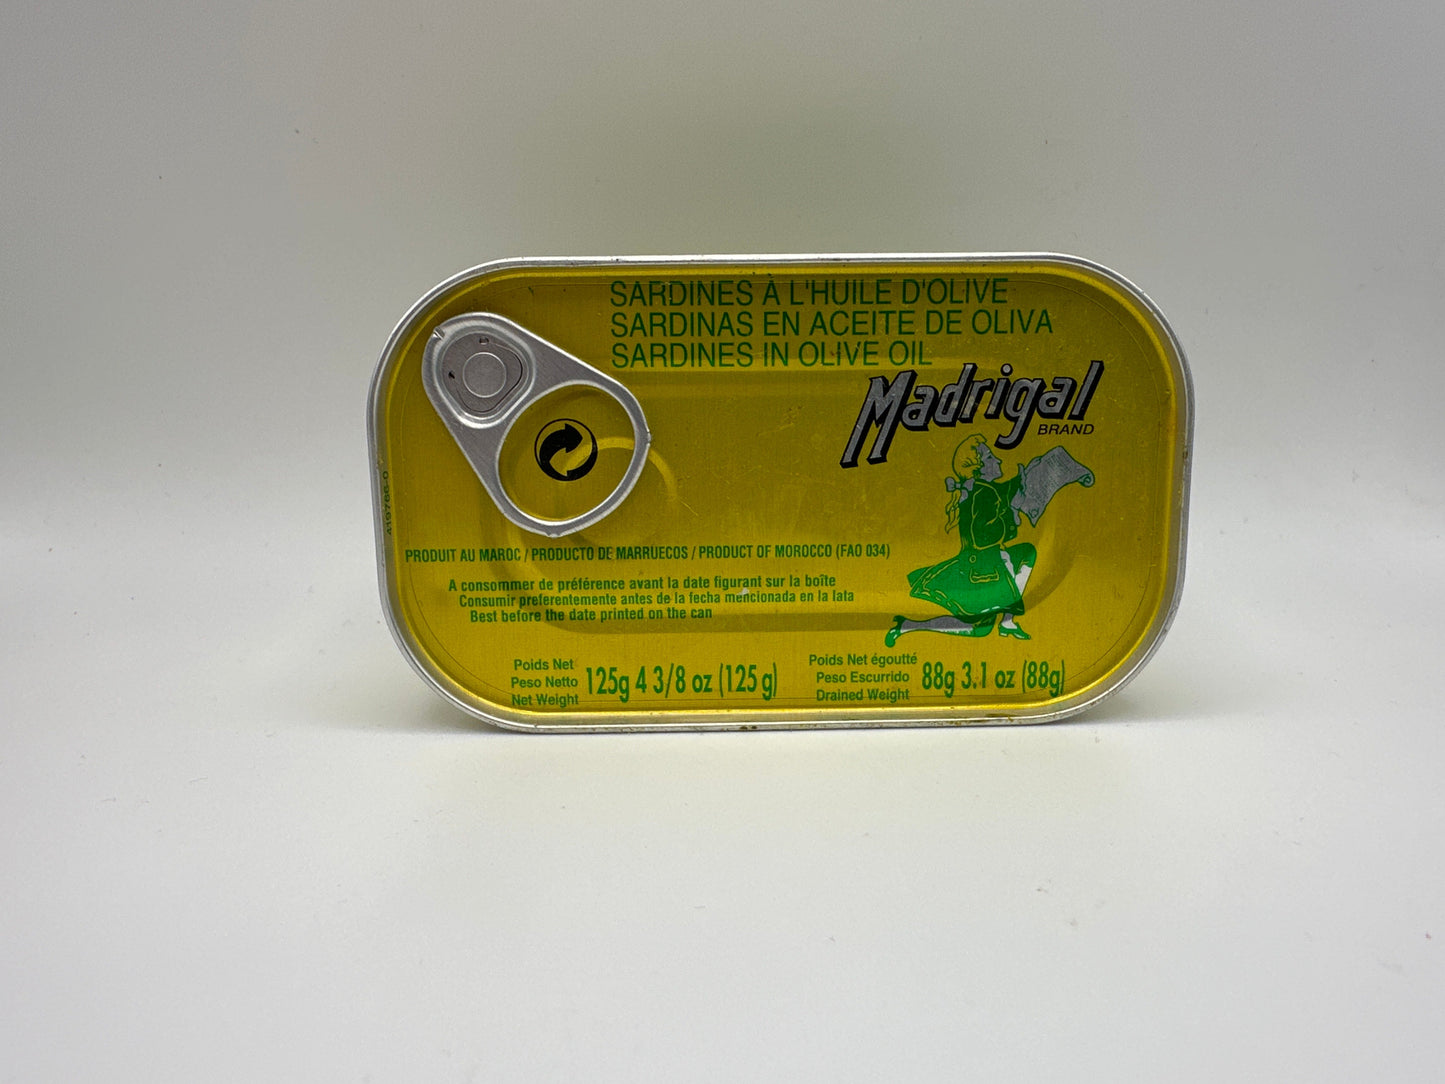 SARDINES À L'HUILE D'OLIVE
SARDINAS EN ACEITE DE OLIVA
SARDINES IN OLIVE OIL
Madrigal
BRAND
419766-0
PRODUIT AU MAROC / PRODUCTO DE MARRUECOS / PRODUCT OF MOROCCO (FAO 034)
A consommer de préférence avant la date figurant sur la boîte
Consumir preferentemente antes de la fecha mencionada en la lata
Best before the date printed on the can
Poids Net
Peso Netto
Net Weight
125g 4 3/8 oz (125 g)
Poids Net égoutté
Peso Escurrido
Drained Weight
88g 3.1 oz (88g)